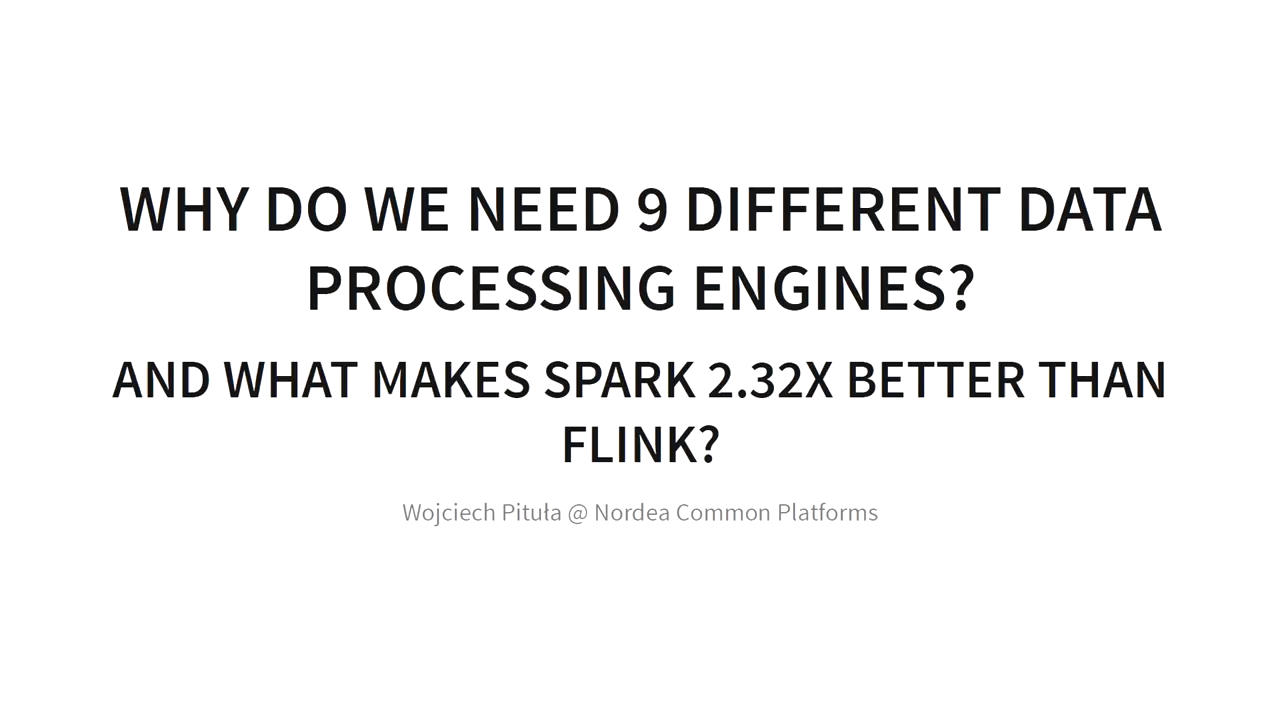 WHY DO WE NEED 9 DIFFERENT DATA
PROCESSING ENGINES?
AND WHAT MAKES SPARK 2.32X BETTER THAN
FLINK?
Wojciech Pituła @ Nordea Common Platforms